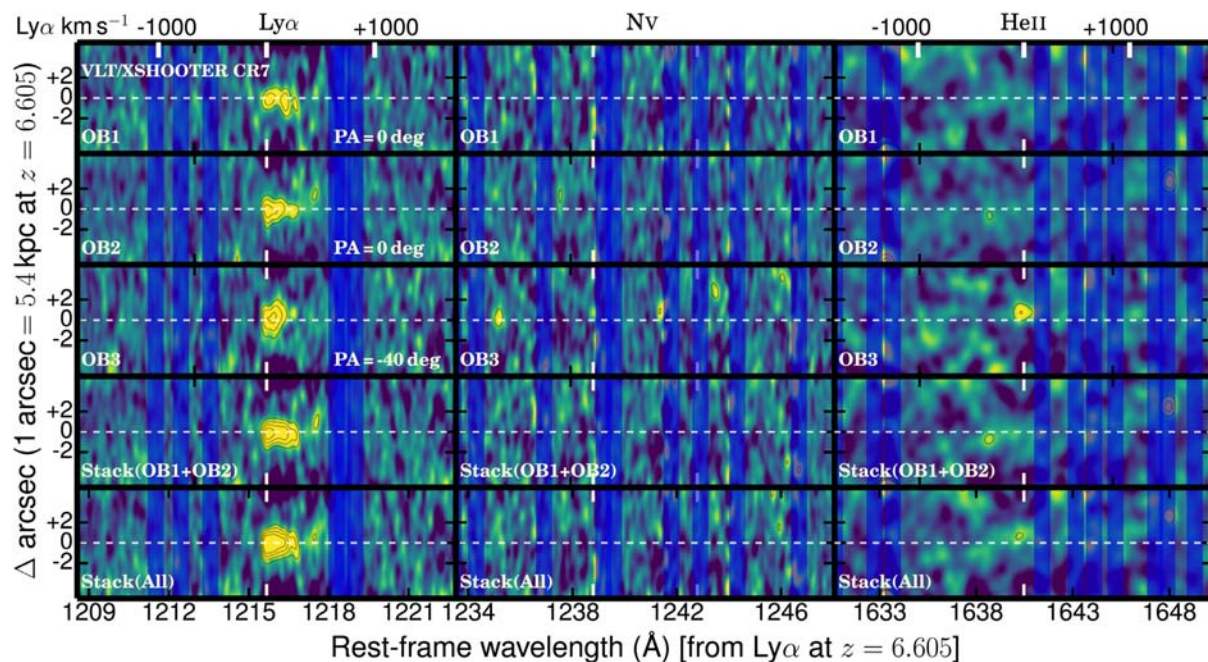 Lyα km s⁻¹ -1000 Lyα +1000 NV -1000 HeII +1000
VLT/XSHOOTER CR7
+2
0
-2
OB1 PA = 0 deg OB1 OB1
+2
0
-2
OB2 PA = 0 deg OB2 OB2
+2
0
-2
OB3 PA = -40 deg OB3 OB3
+2
0
-2
Stack(OB1+OB2) Stack(OB1+OB2) Stack(OB1+OB2)
+2
0
-2
Stack(All) Stack(All) Stack(All)
1209 1212 1216 1218 1221 1234 1238 1242 1246 1633 1638 1643 1648
Rest-frame wavelength (Å) [from Lyα at z = 6.605]
Δ arcsec (1 arcsec = 5.4 kpc at z = 6.605)